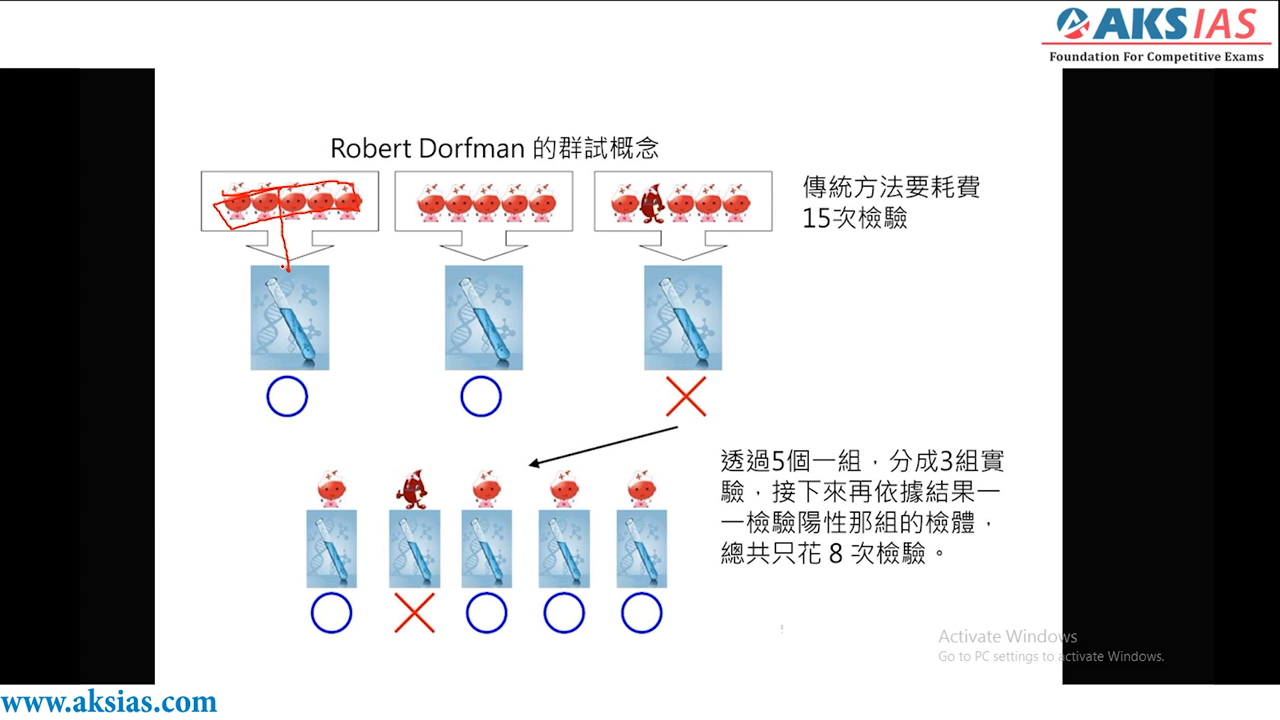 AKS IAS
Foundation For Competitive Exams
Robert Dorfman 的群試概念
傳統方法要耗費
15次檢驗
透過5個一組，分成3組實
驗，接下來再依據結果一
一檢驗陽性那組的檢體，
總共只花 8 次檢驗。
Activate Windows
Go to PC settings to activate Windows.
www.aksias.com